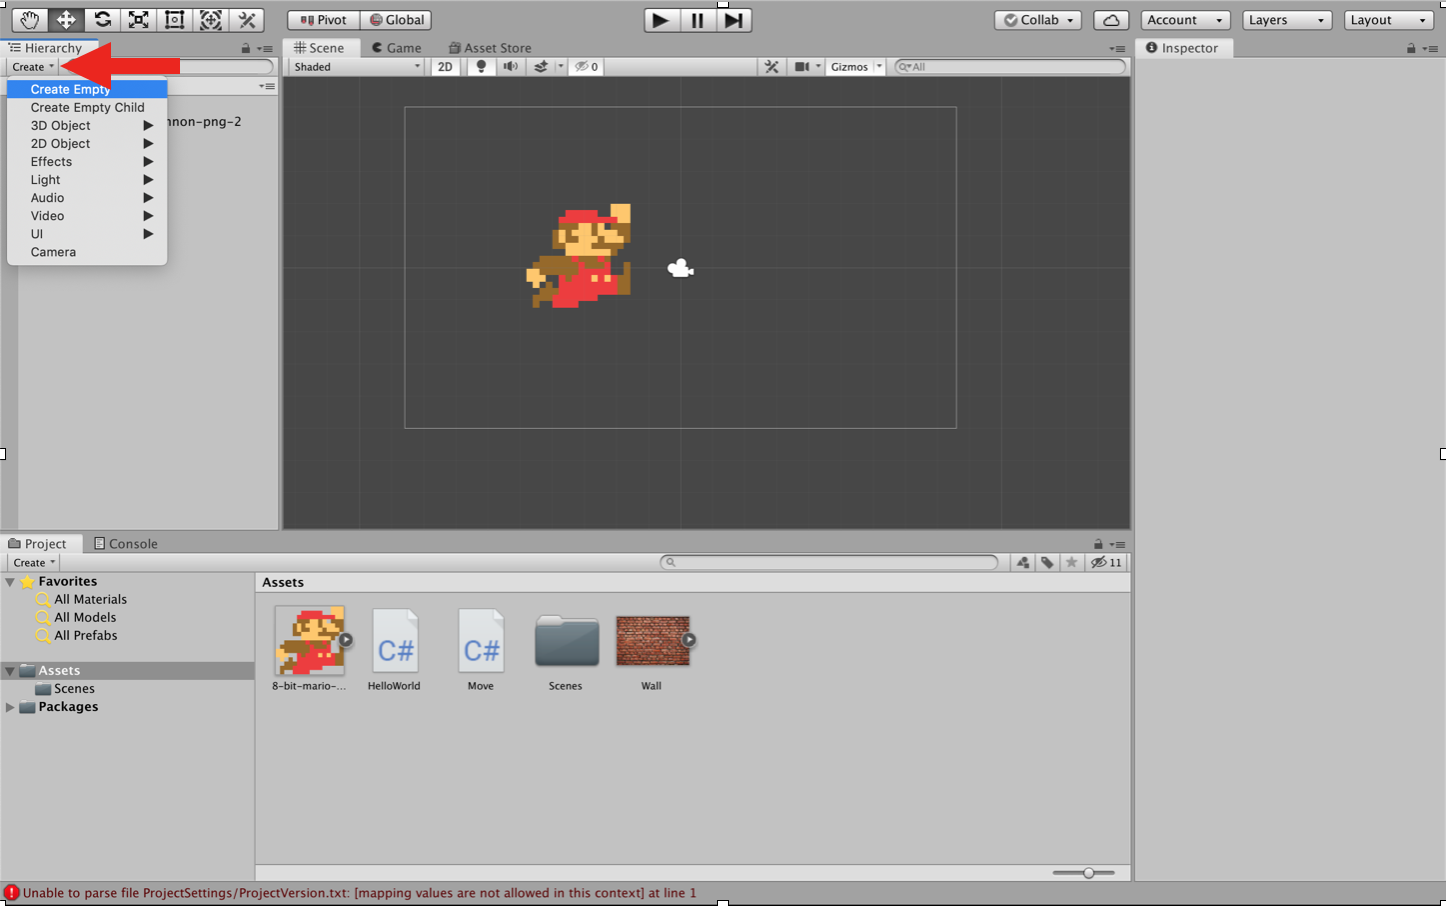 Pivot Global Collab Account Layers Layout
Hierarchy Scene Game Asset Store Inspector
Create Shaded 2D 0 Gizmos All
Create Empty
Create Empty Child
3D Object nnon-png-2
2D Object
Effects
Light
Audio
Video
UI
Camera
Project Console
Create 11
Favorites Assets
All Materials
All Models
All Prefabs
C# C#
Assets
8-bit-mario-... HelloWorld Move Scenes Wall
Scenes
Packages
Unable to parse file ProjectSettings/ProjectVersion.txt: [mapping values are not allowed in this context] at line 1